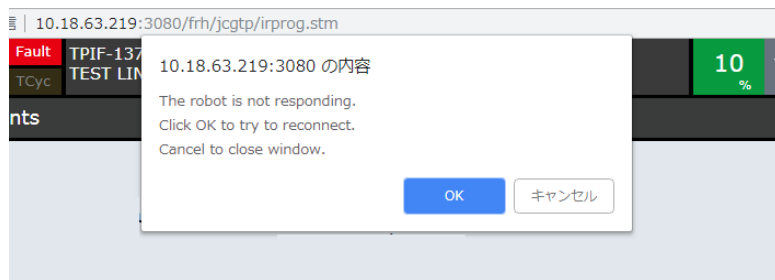 10.18.63.219:3080/frh/jcgtp/irprog.stm
Fault
TPIF-137
TCyc
TEST LIN
10
%
nts
10.18.63.219:3080 の内容
The robot is not responding.
Click OK to try to reconnect.
Cancel to close window.
OK
キャンセル